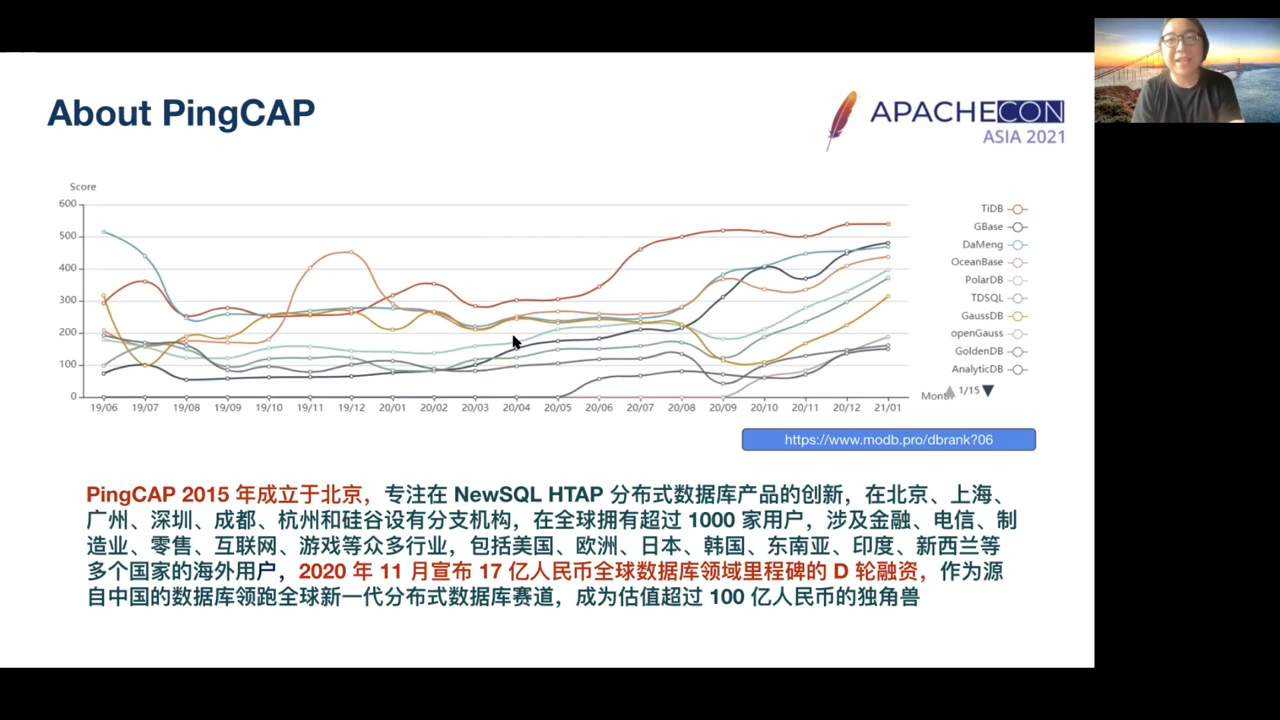 About PingCAP
APACHECON
ASIA 2021
Score
600
500
400
300
200
100
0
19/06 19/07 19/08 19/09 19/10 19/11 19/12 20/01 20/02 20/03 20/04 20/05 20/06 20/07 20/08 20/09 20/10 20/11 20/12 21/01
Month
TiDB
GBase
DaMeng
OceanBase
PolarDB
TDSQL
GaussDB
openGauss
GoldenDB
AnalyticDB
1/15
https://www.modb.pro/dbrank?06
PingCAP 2015 年成立于北京，专注在 NewSQL HTAP 分布式数据库产品的创新，在北京、上海、
广州、深圳、成都、杭州和硅谷设有分支机构，在全球拥有超过 1000 家用户，涉及金融、电信、制
造业、零售、互联网、游戏等众多行业，包括美国、欧洲、日本、韩国、东南亚、印度、新西兰等
多个国家的海外用户，2020 年 11 月宣布 17 亿人民币全球数据库领域里程碑的 D 轮融资，作为源
自中国的数据库领跑全球新一代分布式数据库赛道，成为估值超过 100 亿人民币的独角兽